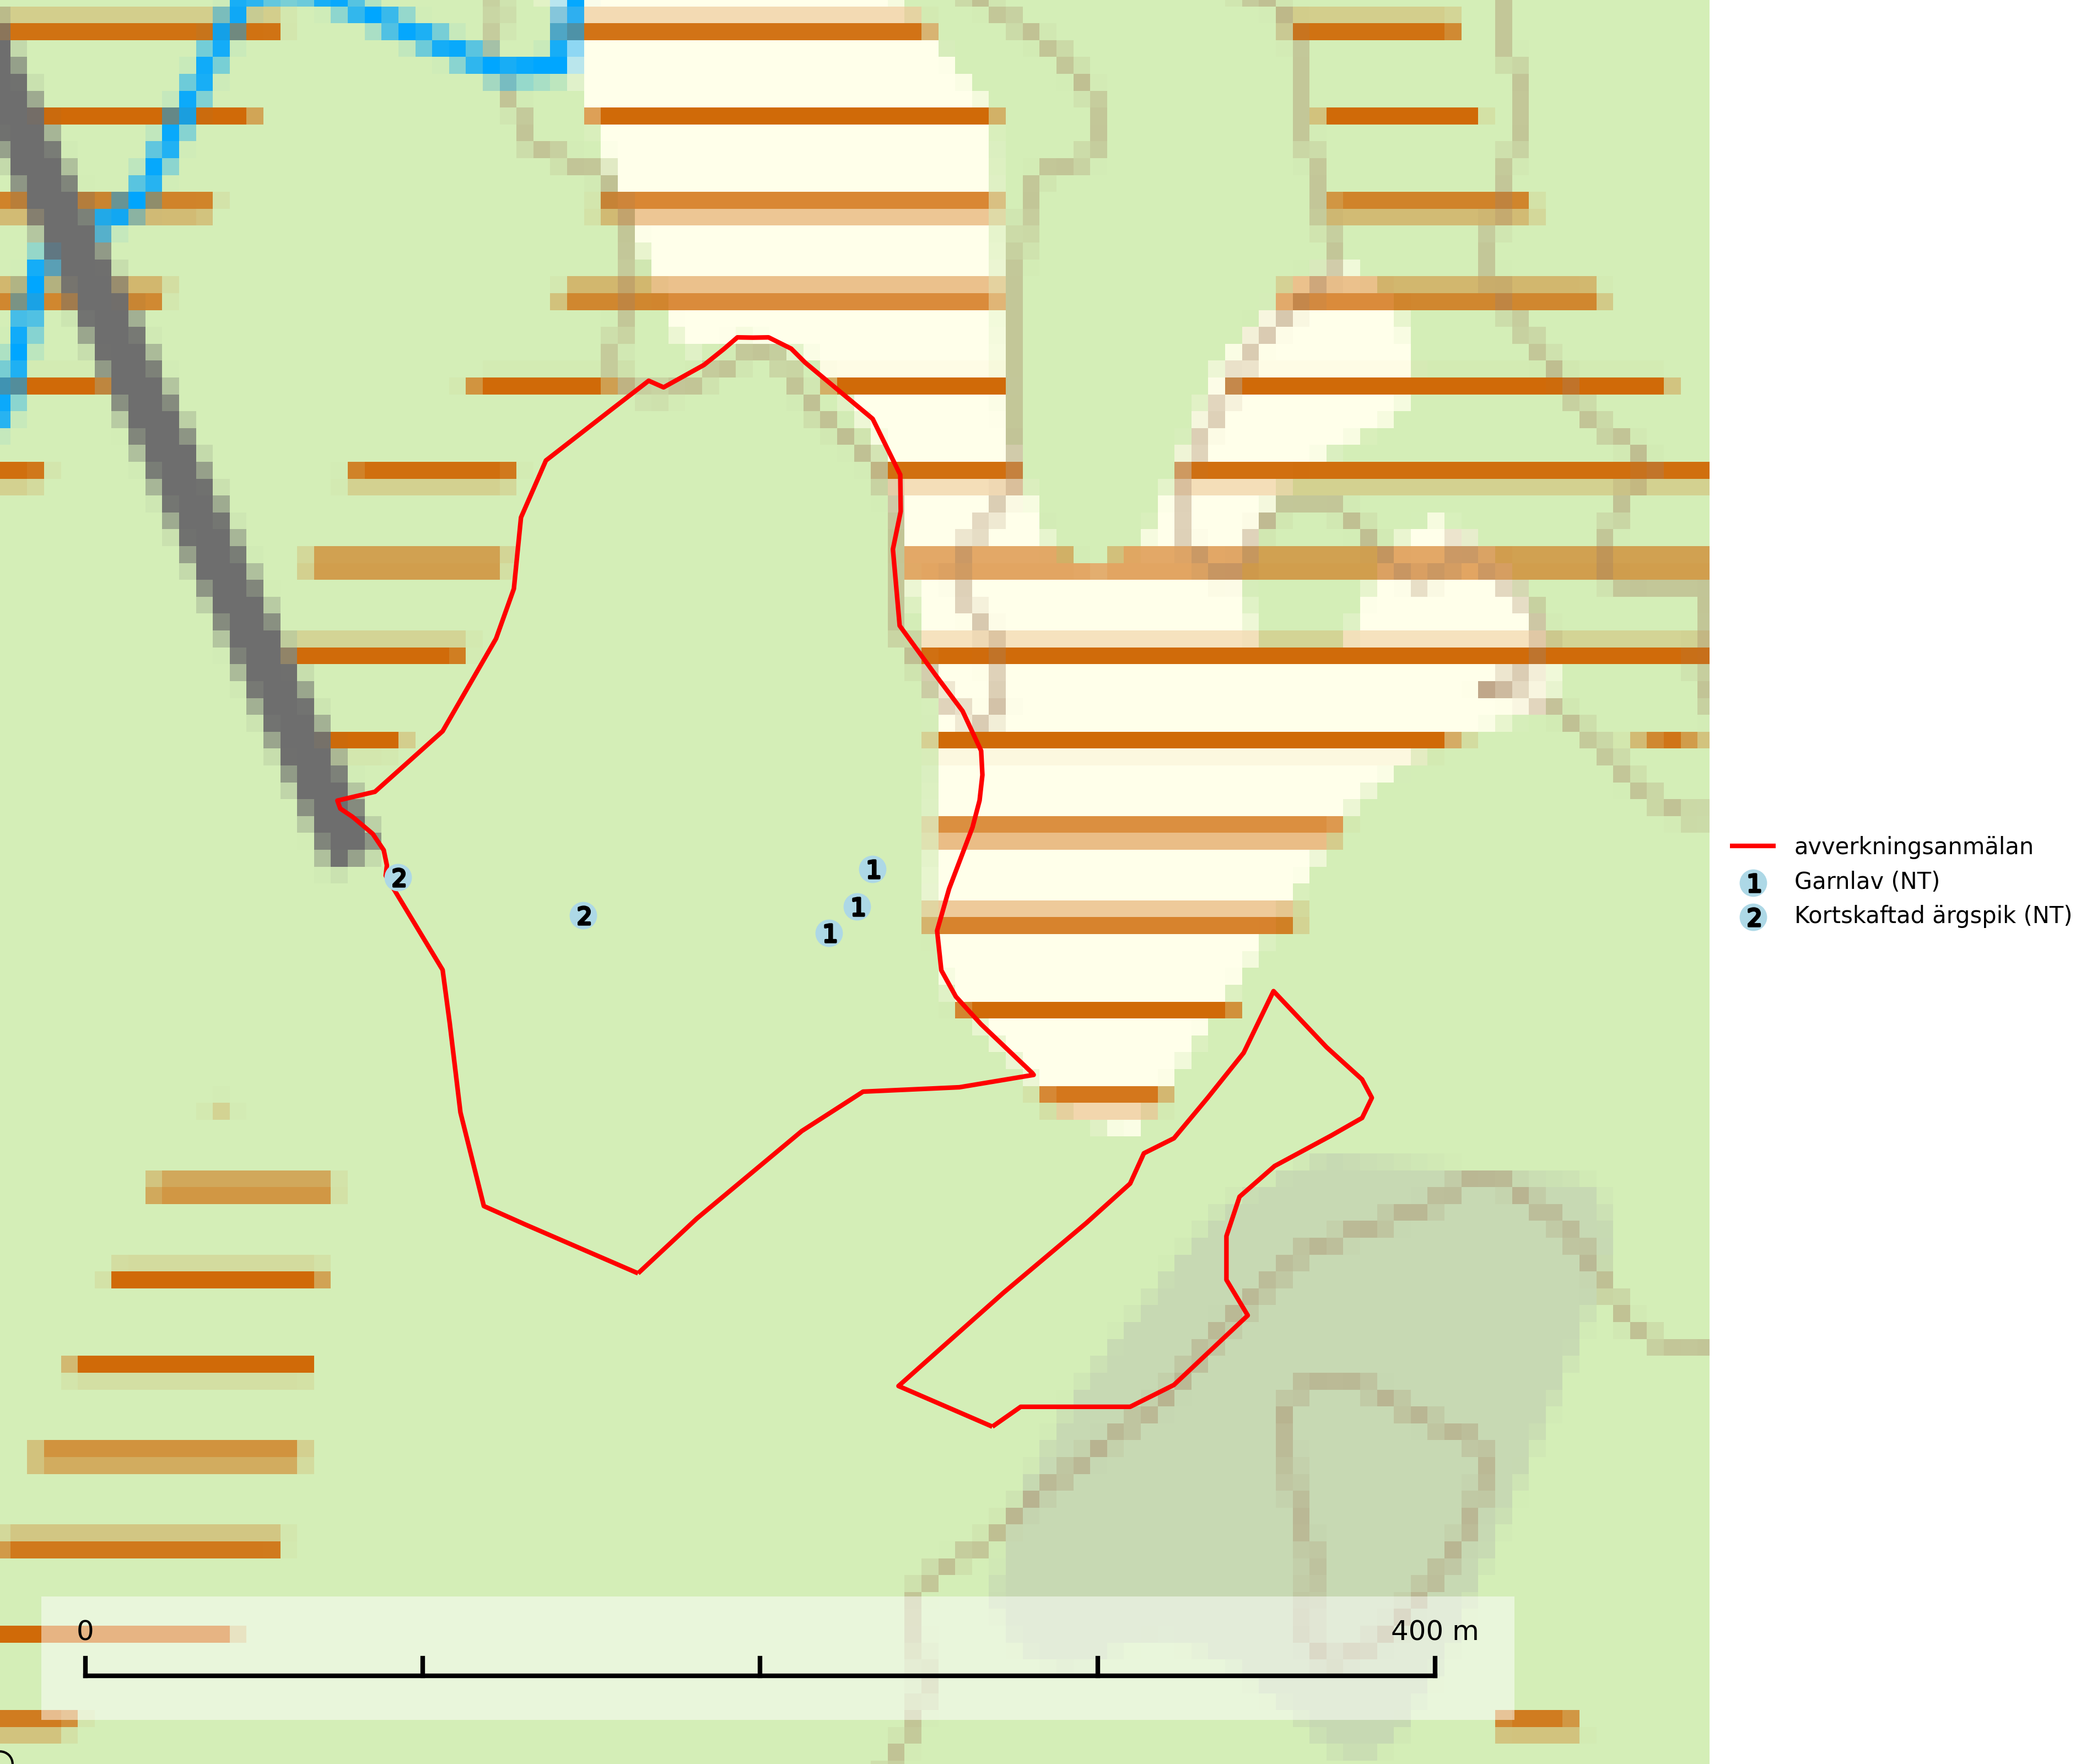 avverkningsanmälan
1 Garnlav (NT)
2 Kortskaftad ärgspik (NT)
1
2
1
2
1
0 400 m